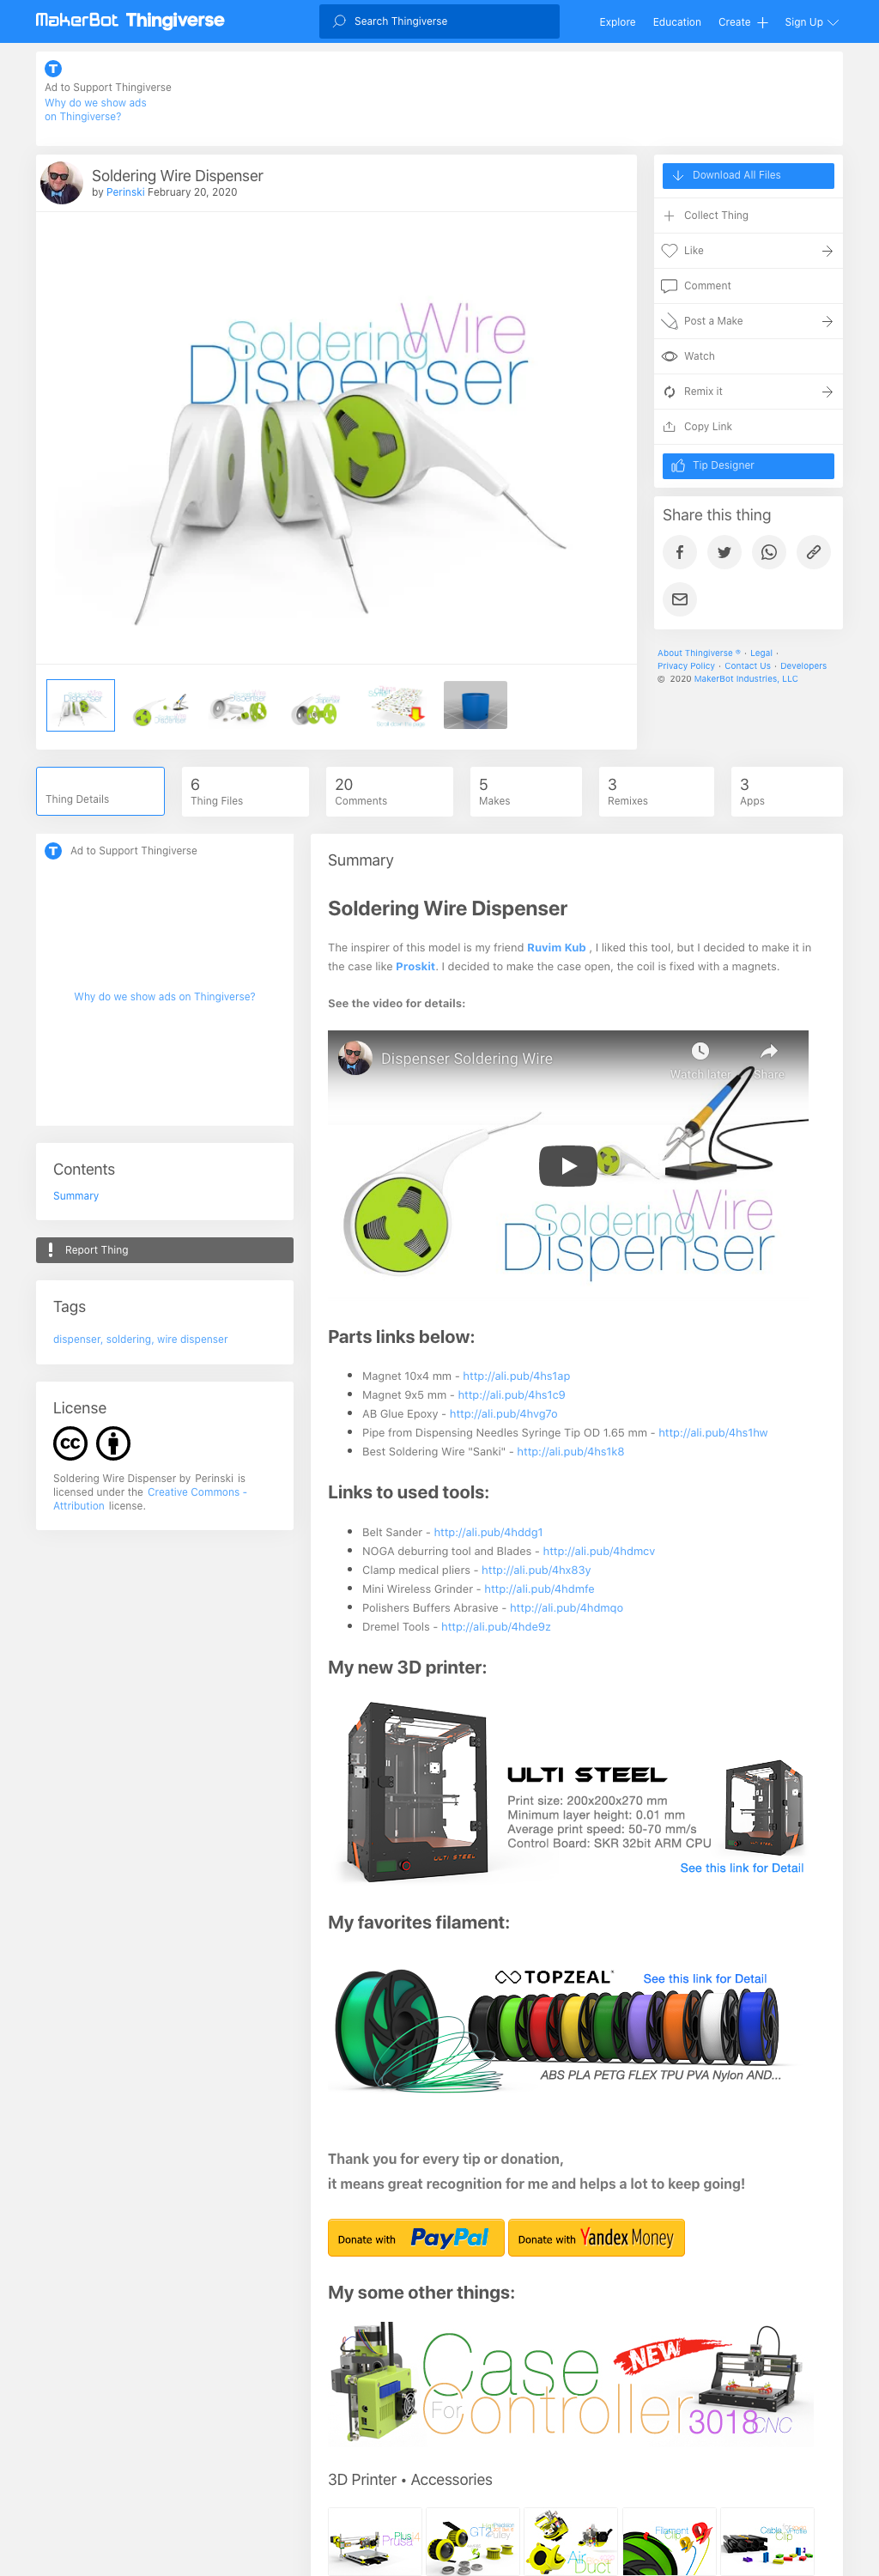 MakerBot Thingiverse
Search Thingiverse
Explore Education Create Sign Up
Ad to Support Thingiverse
Why do we show ads
on Thingiverse?
Soldering Wire Dispenser
by Perinski February 20, 2020
Soldering Wire
Dispenser
Download All Files
Collect Thing
Like
Comment
Post a Make
Watch
Remix it
Copy Link
Tip Designer
Share this thing
About Thingiverse ® · Legal ·
Privacy Policy · Contact Us · Developers
© 2020 MakerBot Industries, LLC
Thing Details
6
Thing Files
20
Comments
5
Makes
3
Remixes
3
Apps
Ad to Support Thingiverse
Why do we show ads on Thingiverse?
Contents
Summary
Report Thing
Tags
dispenser, soldering, wire dispenser
License
Soldering Wire Dispenser by Perinski is
licensed under the Creative Commons -
Attribution license.
Summary
Soldering Wire Dispenser
The inspirer of this model is my friend Ruvim Kub , I liked this tool, but I decided to make it in
the case like Proskit. I decided to make the case open, the coil is fixed with a magnets.
See the video for details:
Dispenser Soldering Wire
Watch later Share
Soldering Wire
Dispenser
Parts links below:
Magnet 10x4 mm - http://ali.pub/4hs1ap
Magnet 9x5 mm - http://ali.pub/4hs1c9
AB Glue Epoxy - http://ali.pub/4hvg7o
Pipe from Dispensing Needles Syringe Tip OD 1.65 mm - http://ali.pub/4hs1hw
Best Soldering Wire "Sanki" - http://ali.pub/4hs1k8
Links to used tools:
Belt Sander - http://ali.pub/4hddg1
NOGA deburring tool and Blades - http://ali.pub/4hdmcv
Clamp medical pliers - http://ali.pub/4hx83y
Mini Wireless Grinder - http://ali.pub/4hdmfe
Polishers Buffers Abrasive - http://ali.pub/4hdmqo
Dremel Tools - http://ali.pub/4hde9z
My new 3D printer:
ULTI STEEL
Print size: 200x200x270 mm
Minimum layer height: 0.01 mm
Average print speed: 50-70 mm/s
Control Board: SKR 32bit ARM CPU
ULTI STEEL
See this link for Detail
My favorites filament:
TOPZEAL
See this link for Detail
ABS PLA PETG FLEX TPU PVA Nylon AND...
Thank you for every tip or donation,
it means great recognition for me and helps a lot to keep going!
Donate with PayPal
Donate with Yandex Money
My some other things:
Case NEW
For Controller
3018 CNC
3D Printer • Accessories
Plus 4
Prusa
GT2
Pulley
Air
Duct
Filament
Clip
Cable
Clip